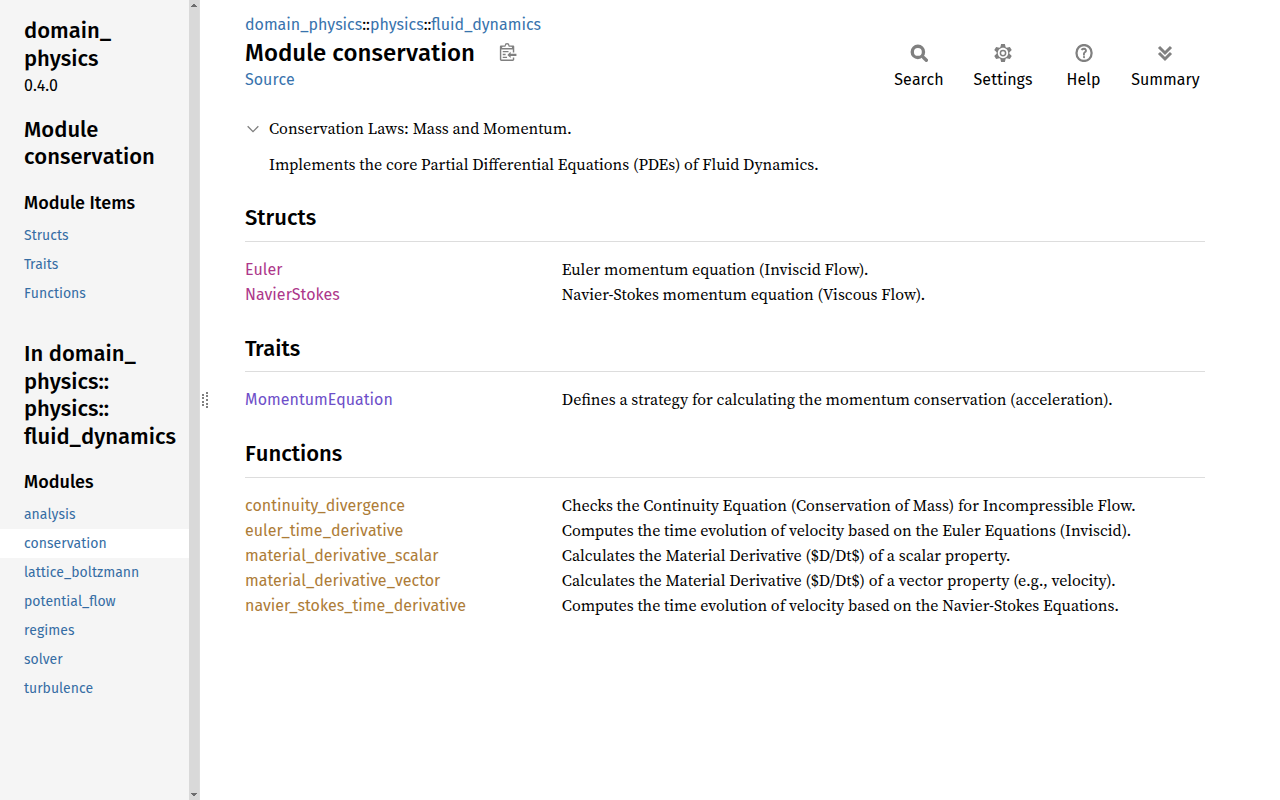 domain_
physics
0.4.0
Module
conservation
Module Items
Structs
Traits
Functions
In domain_
physics::
physics::
fluid_dynamics
Modules
analysis
conservation
lattice_boltzmann
potential_flow
regimes
solver
turbulence
domain_physics::physics::fluid_dynamics
Module conservation
Source
Search Settings Help Summary
Conservation Laws: Mass and Momentum.
Implements the core Partial Differential Equations (PDEs) of Fluid Dynamics.
Structs
Euler Euler momentum equation (Inviscid Flow).
NavierStokes Navier-Stokes momentum equation (Viscous Flow).
Traits
MomentumEquation Defines a strategy for calculating the momentum conservation (acceleration).
Functions
continuity_divergence Checks the Continuity Equation (Conservation of Mass) for Incompressible Flow.
euler_time_derivative Computes the time evolution of velocity based on the Euler Equations (Inviscid).
material_derivative_scalar Calculates the Material Derivative ($D/Dt$) of a scalar property.
material_derivative_vector Calculates the Material Derivative ($D/Dt$) of a vector property (e.g., velocity).
navier_stokes_time_derivative Computes the time evolution of velocity based on the Navier-Stokes Equations.